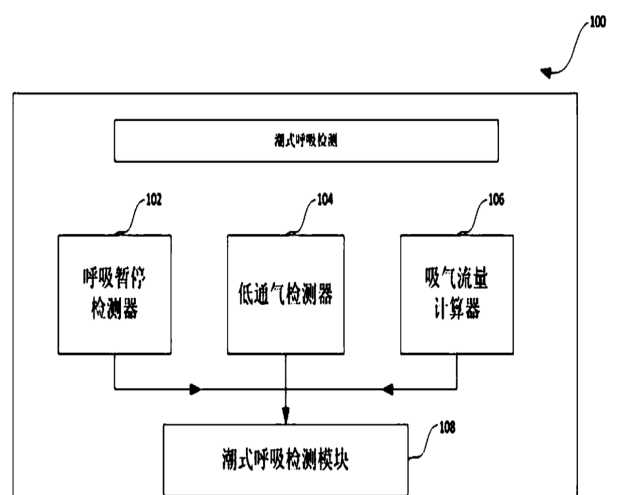 100
潮式呼吸检测
102
104
106
呼吸暂停
检测器
低通气检测器
吸气流量
计算器
108
潮式呼吸检测模块